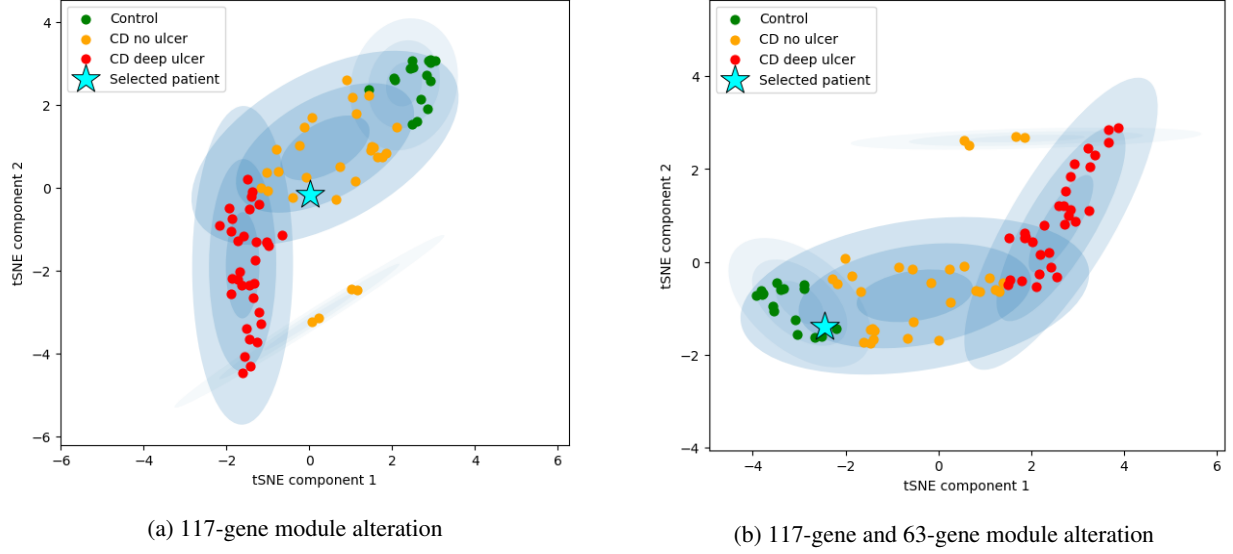 Control
CD no ulcer
CD deep ulcer
Selected patient
4
2
0
−2
−4
−6
tSNE component 2
−6
−4
−2
0
2
4
6
tSNE component 1
(a) 117-gene module alteration
Control
CD no ulcer
CD deep ulcer
Selected patient
4
2
0
−2
−4
tSNE component 2
−4
−2
0
2
4
6
tSNE component 1
(b) 117-gene and 63-gene module alteration